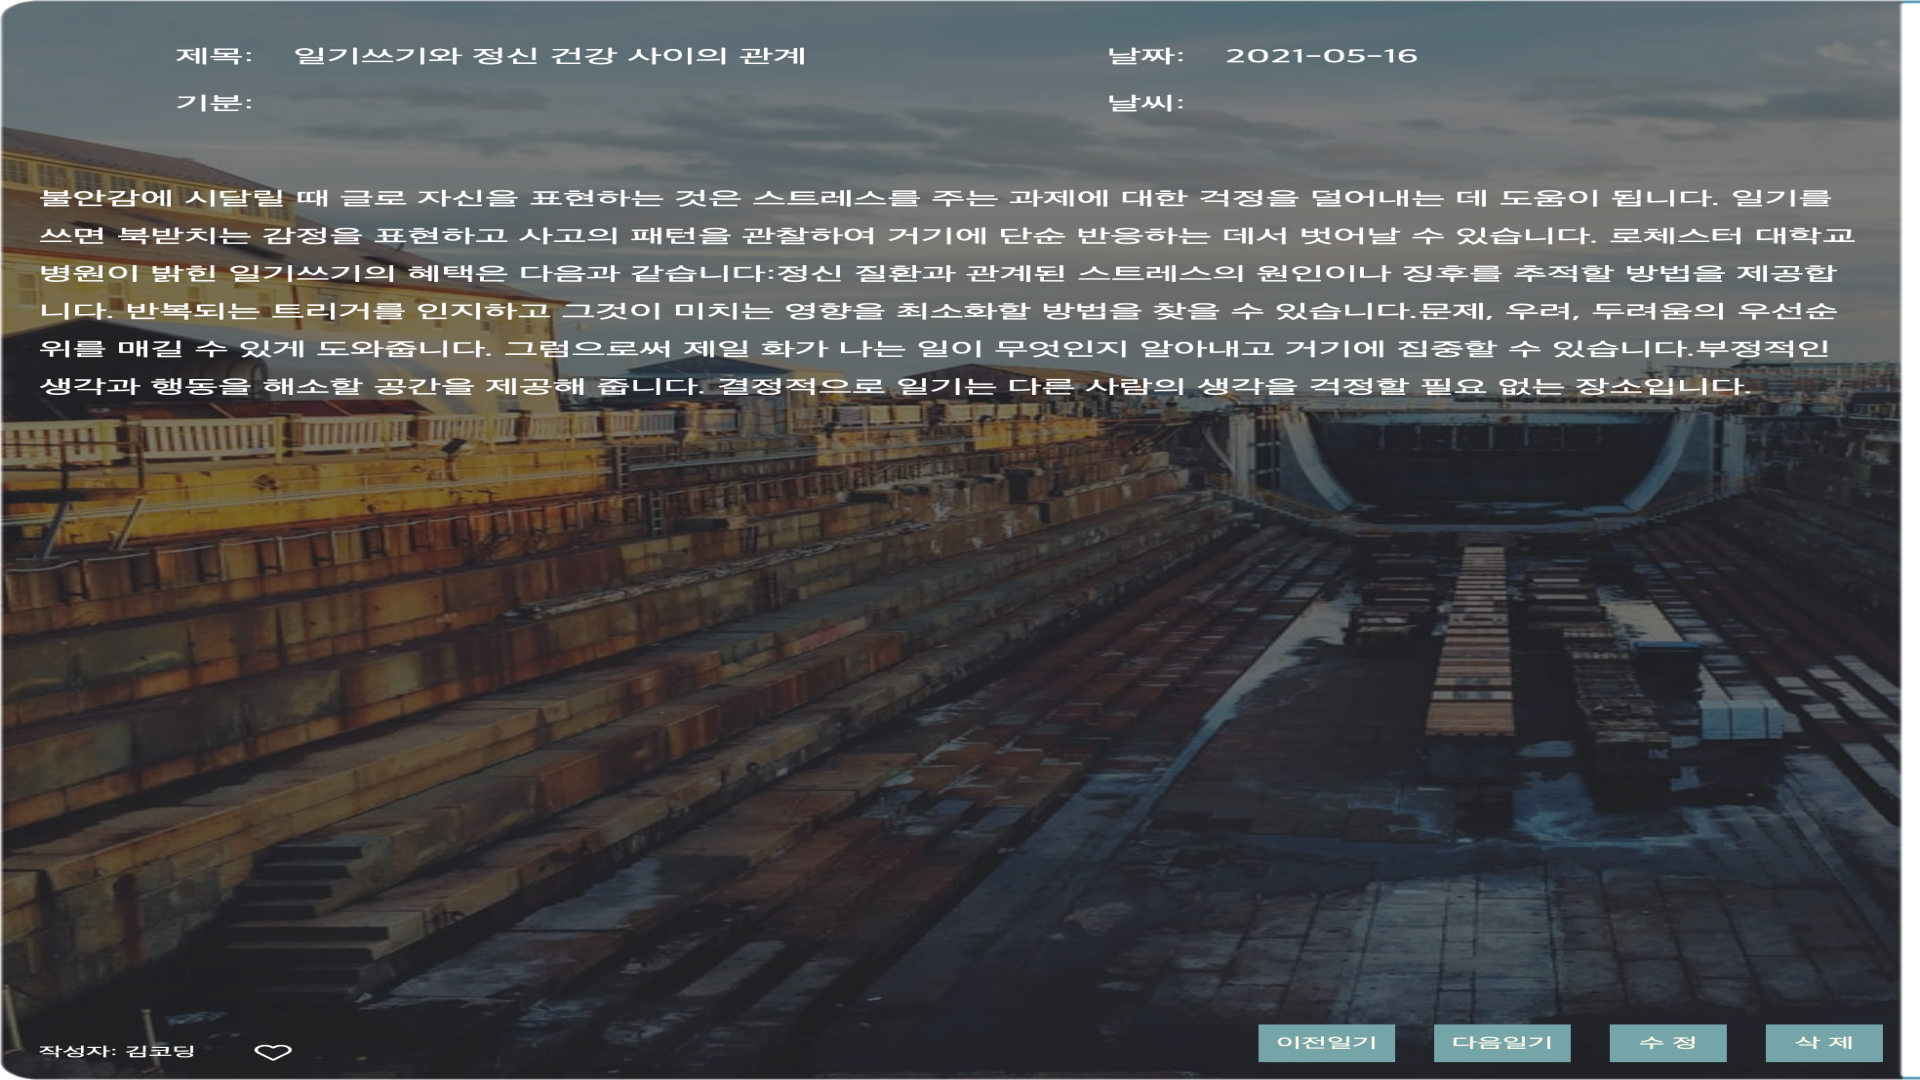 제목: 일기쓰기와 정신 건강 사이의 관계 날짜: 2021-05-16
기분: 날씨:
불안감에 시달릴 때 글로 자신을 표현하는 것은 스트레스를 주는 과제에 대한 걱정을 덜어내는 데 도움이 됩니다. 일기를
쓰면 북받치는 감정을 표현하고 사고의 패턴을 관찰하여 거기에 단순 반응하는 데서 벗어날 수 있습니다. 로체스터 대학교
병원이 밝힌 일기쓰기의 혜택은 다음과 같습니다:정신 질환과 관계된 스트레스의 원인이나 징후를 추적할 방법을 제공합
니다. 반복되는 트리거를 인지하고 그것이 미치는 영향을 최소화할 방법을 찾을 수 있습니다.문제, 우려, 두려움의 우선순
위를 매길 수 있게 도와줍니다. 그럼으로써 제일 화가 나는 일이 무엇인지 알아내고 거기에 집중할 수 있습니다.부정적인
생각과 행동을 해소할 공간을 제공해 줍니다. 결정적으로 일기는 다른 사람의 생각을 걱정할 필요 없는 장소입니다.
작성자: 김코딩
이전일기 다음일기 수 정 삭 제